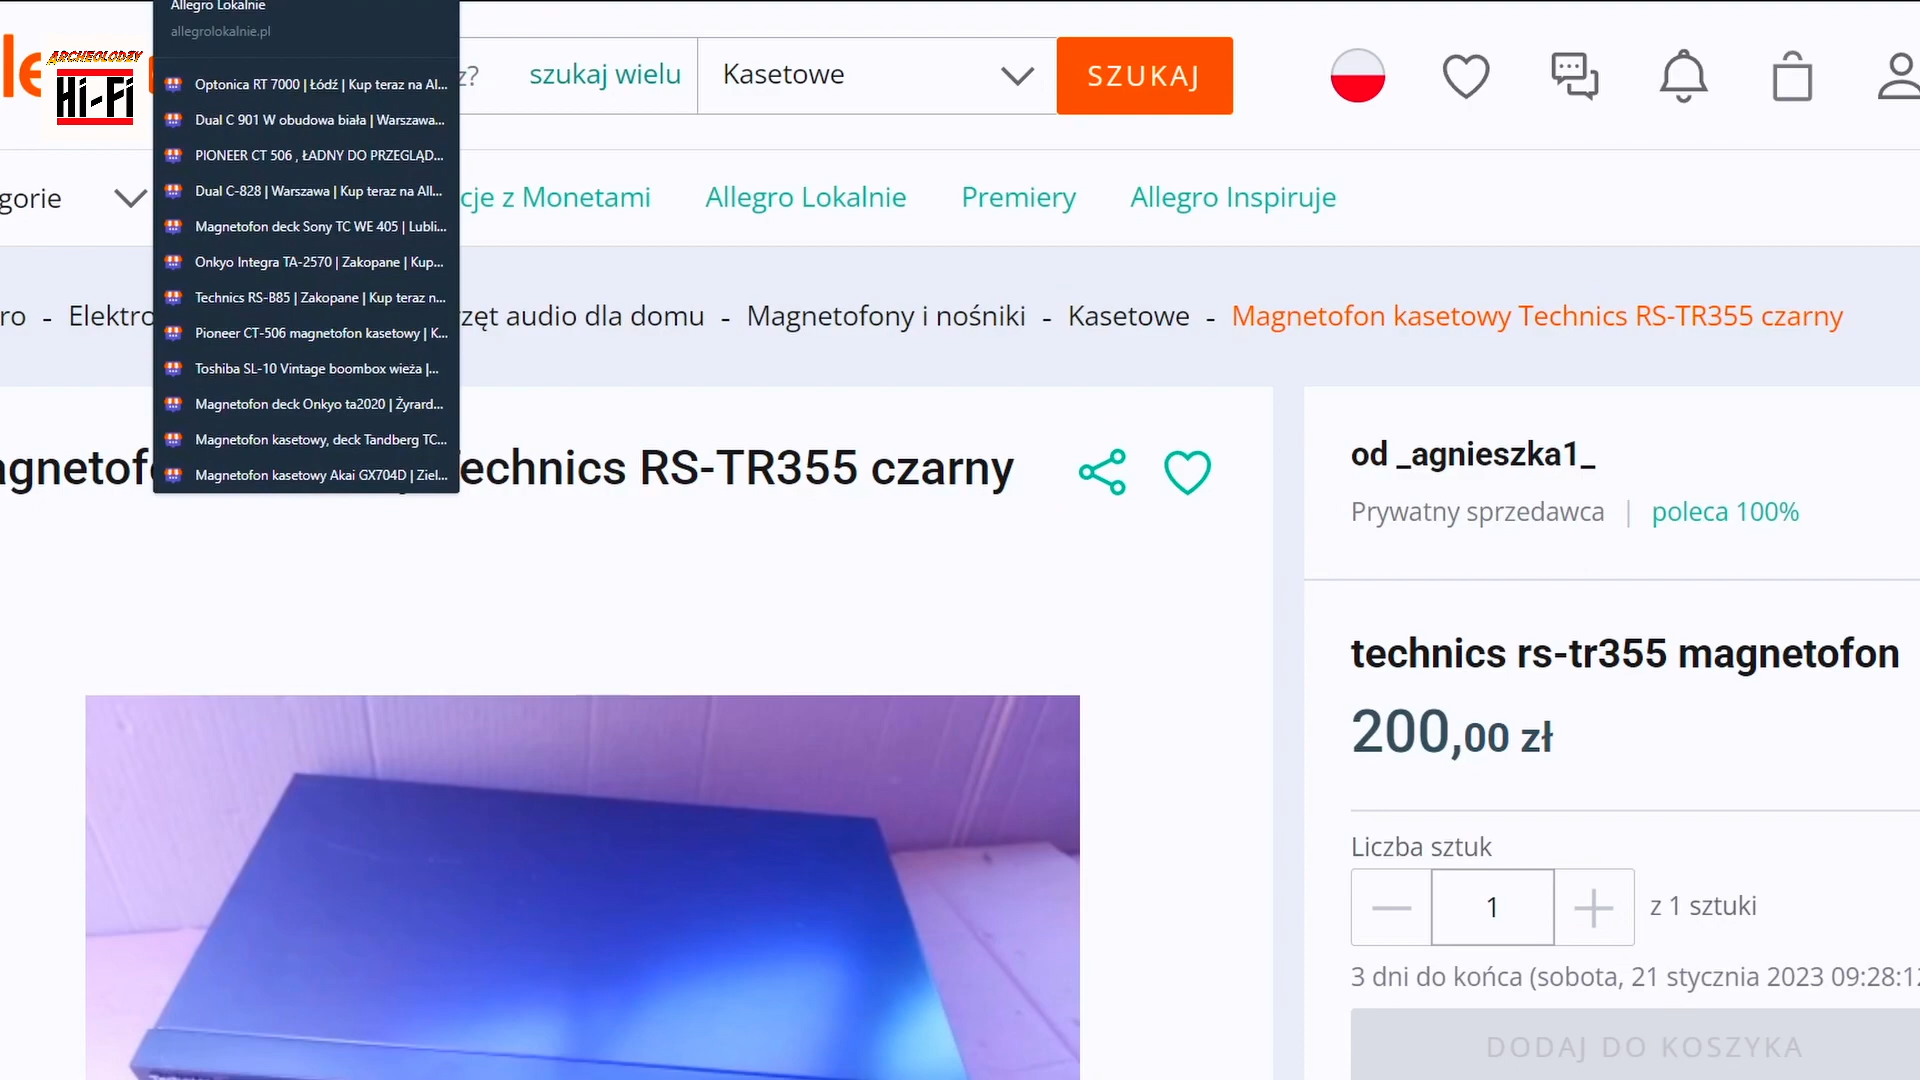 Allegro Lokalnie
allegrolokalnie.pl
ARCHEOLODZY
Hi-Fi
Optonica RT 7000 | Łódź | Kup teraz na Al...
Dual C 901 W obudowa biała | Warszawa...
PIONEER CT 506 , ŁADNY DO PRZEGLĄD...
Dual C-828 | Warszawa | Kup teraz na All...
Magnetofon deck Sony TC WE 405 | Lubli...
Onkyo Integra TA-2570 | Zakopane | Kup...
Technics RS-B85 | Zakopane | Kup teraz n...
Pioneer CT-506 magnetofon kasetowy | K...
Toshiba SL-10 Vintage boombox wieża |...
Magnetofon deck Onkyo ta2020 | Żyrard...
Magnetofon kasetowy, deck Tandberg TC...
Magnetofon kasetowy Akai GX704D | Ziel...
le z? szukaj wielu Kasetowe SZUKAJ
gorie cje z Monetami Allegro Lokalnie Premiery Allegro Inspiruje
ro - Elektro zęt audio dla domu - Magnetofony i nośniki - Kasetowe - Magnetofon kasetowy Technics RS-TR355 czarny
agnetof echnics RS-TR355 czarny
od _agnieszka1_
Prywatny sprzedawca | poleca 100%
technics rs-tr355 magnetofon
200,00 zł
Liczba sztuk
1 z 1 sztuki
3 dni do końca (sobota, 21 stycznia 2023 09:28:12
DODAJ DO KOSZYKA